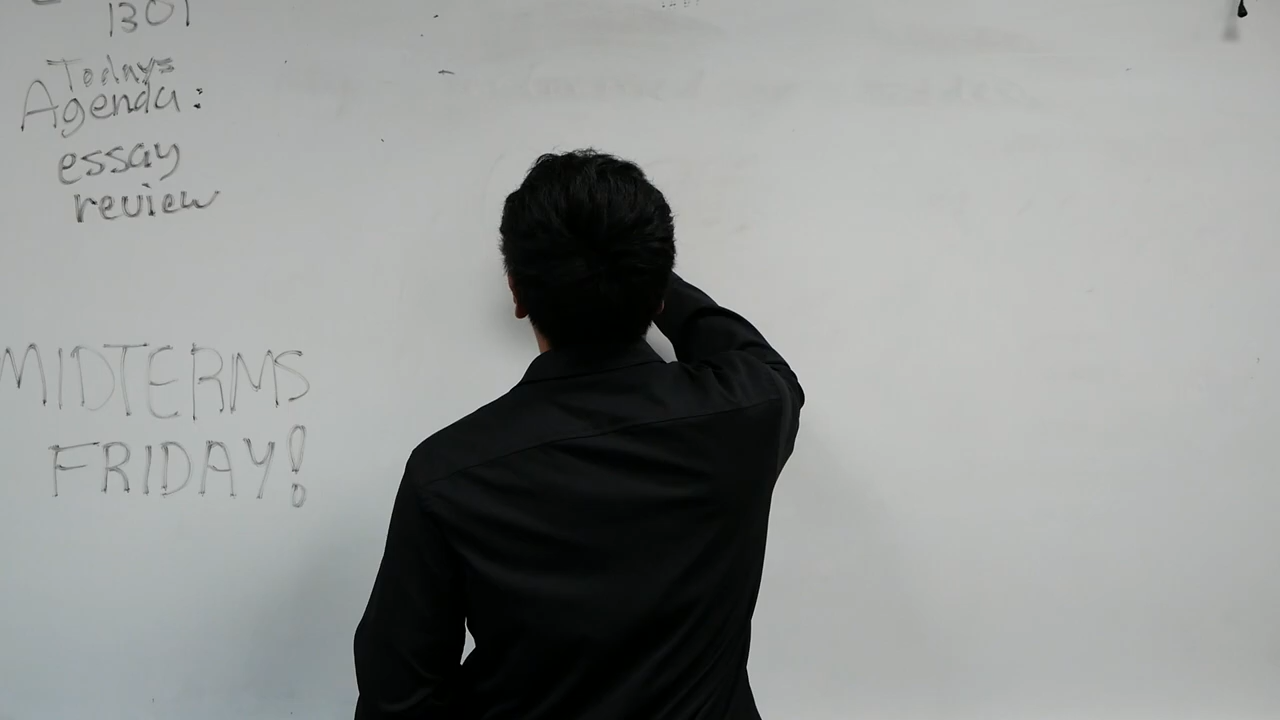 1301
Todays
Agenda:
essay
review
MIDTERMS
FRIDAY!